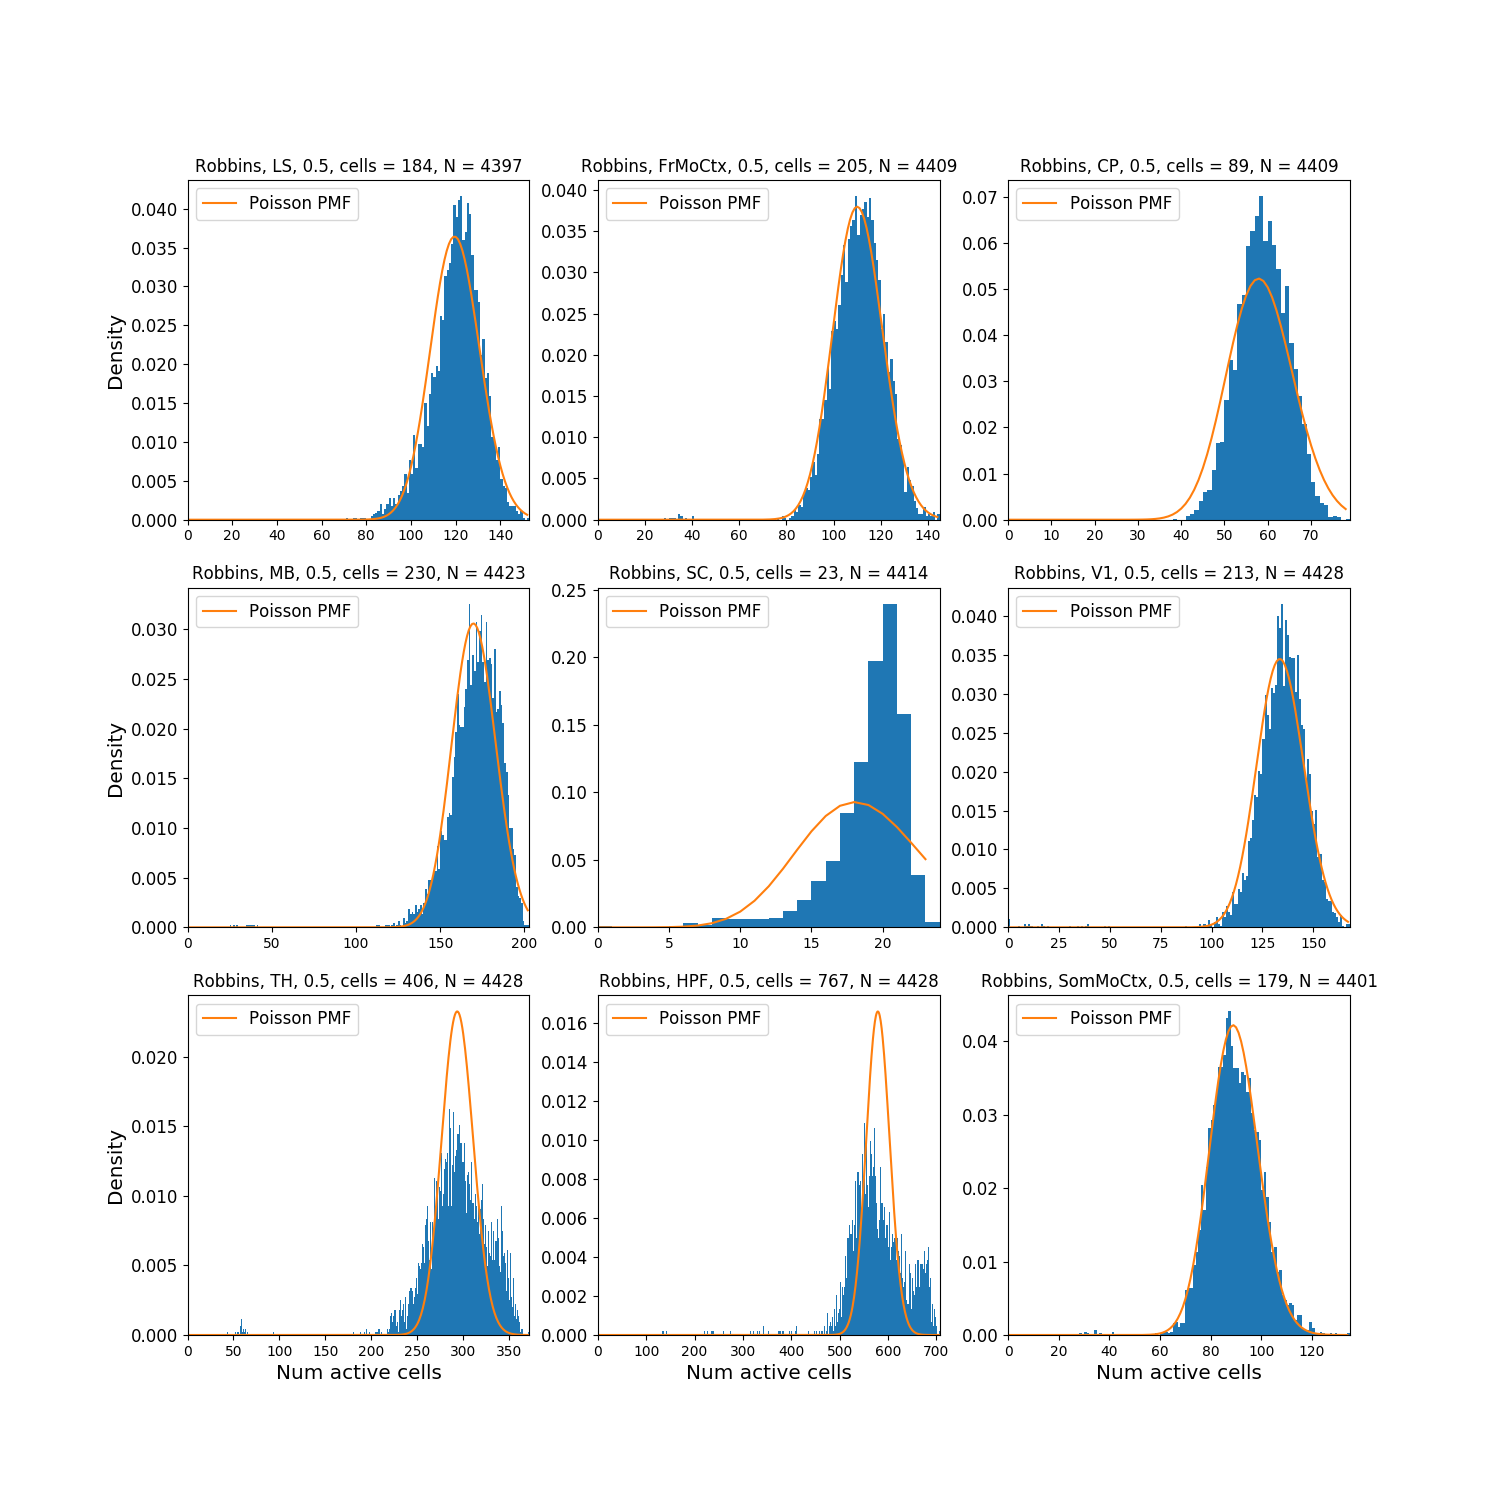 Robbins, LS, 0.5, cells = 184, N = 4397
Poisson PMF
Density
0.040
0.035
0.030
0.025
0.020
0.015
0.010
0.005
0.000
0 20 40 60 80 100 120 140
Robbins, FrMoCtx, 0.5, cells = 205, N = 4409
Poisson PMF
0.040
0.035
0.030
0.025
0.020
0.015
0.010
0.005
0.000
0 20 40 60 80 100 120 140
Robbins, CP, 0.5, cells = 89, N = 4409
Poisson PMF
0.07
0.06
0.05
0.04
0.03
0.02
0.01
0.00
0 10 20 30 40 50 60 70
Robbins, MB, 0.5, cells = 230, N = 4423
Poisson PMF
Density
0.030
0.025
0.020
0.015
0.010
0.005
0.000
0 50 100 150 200
Robbins, SC, 0.5, cells = 23, N = 4414
Poisson PMF
0.25
0.20
0.15
0.10
0.05
0.00
0 5 10 15 20
Robbins, V1, 0.5, cells = 213, N = 4428
Poisson PMF
0.040
0.035
0.030
0.025
0.020
0.015
0.010
0.005
0.000
0 25 50 75 100 125 150
Robbins, TH, 0.5, cells = 406, N = 4428
Poisson PMF
Density
0.020
0.015
0.010
0.005
0.000
0 50 100 150 200 250 300 350
Num active cells
Robbins, HPF, 0.5, cells = 767, N = 4428
Poisson PMF
0.016
0.014
0.012
0.010
0.008
0.006
0.004
0.002
0.000
0 100 200 300 400 500 600 700
Num active cells
Robbins, SomMoCtx, 0.5, cells = 179, N = 4401
Poisson PMF
0.04
0.03
0.02
0.01
0.00
0 20 40 60 80 100 120
Num active cells